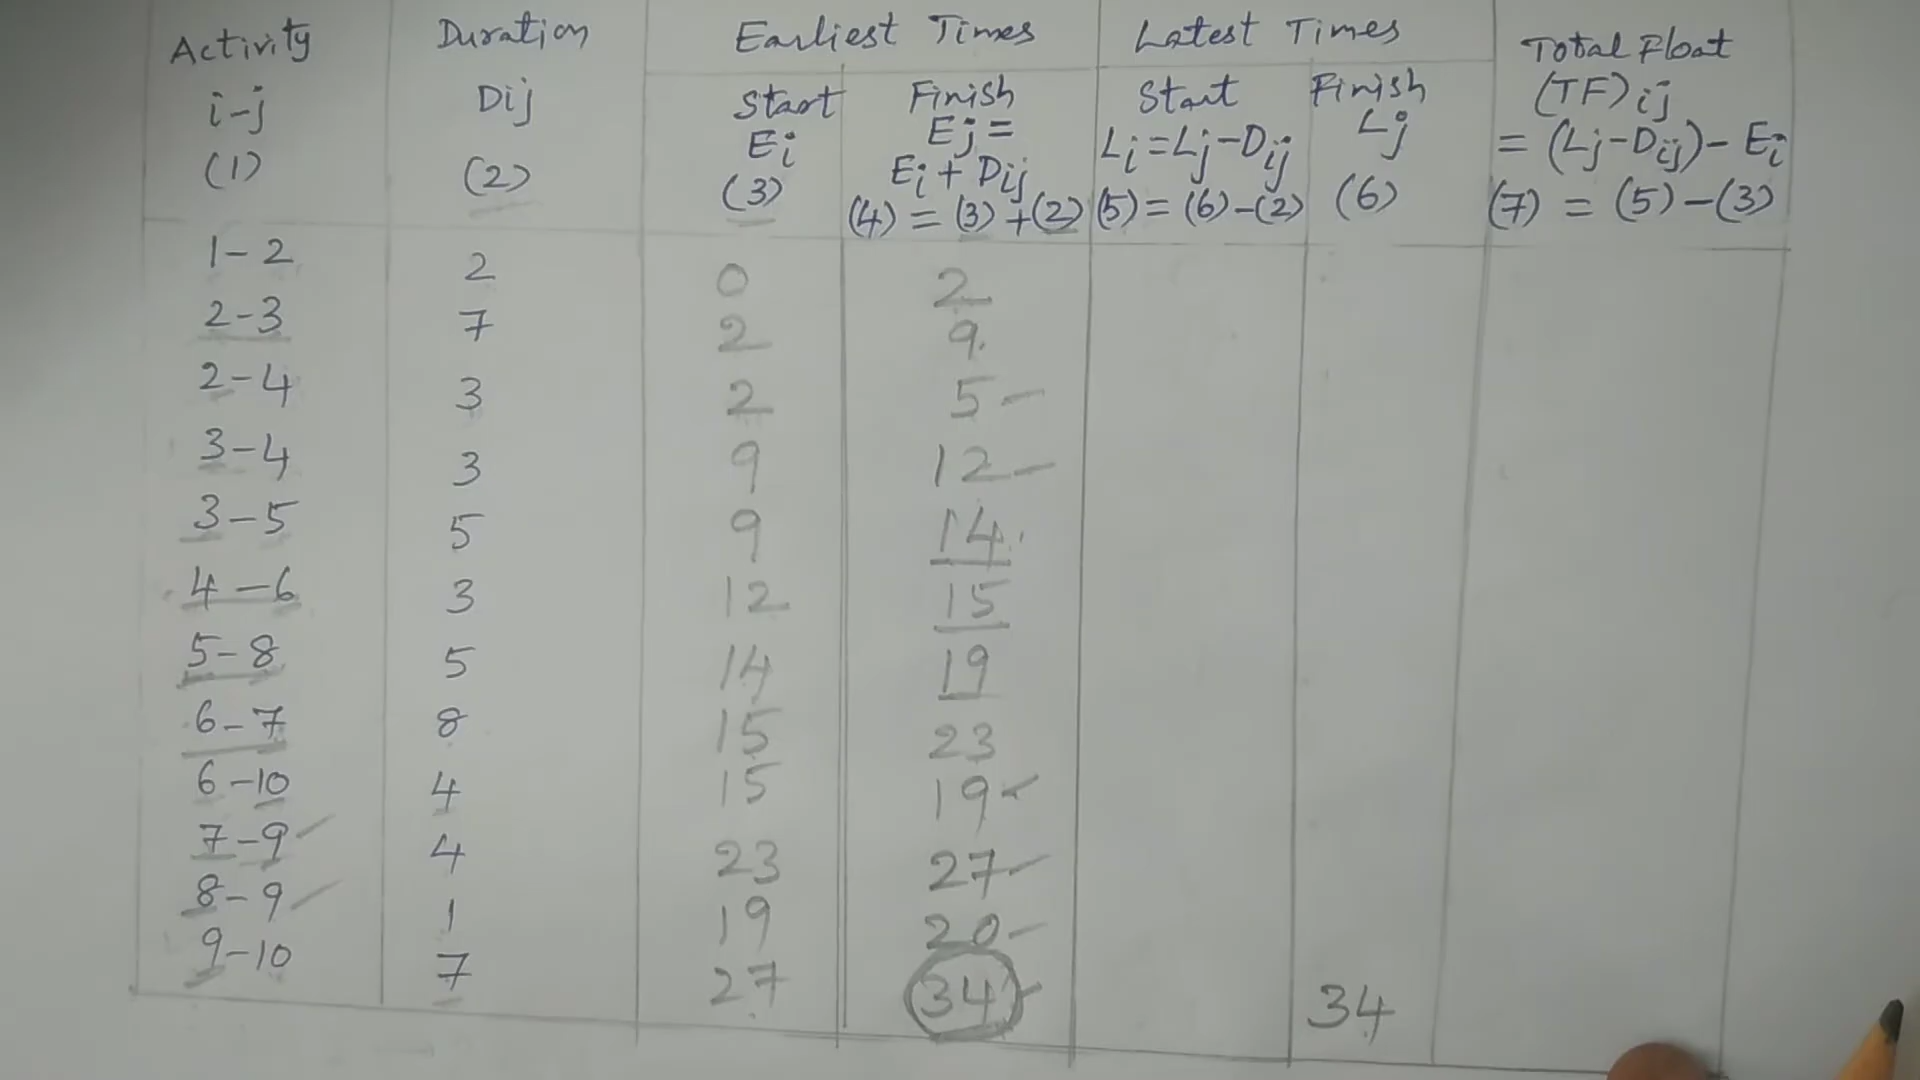 Activity Duration Earliest Times Latest Times Total Float
i-j Dij Start Finish Start Finish (TF)ij
Ei Ej= Li=Lj-Dij Lj =(Lj-Dij)-Ei
Ei+Dij
(1) (2) (3) (4)=(3)+(2) (5)=(6)-(2) (6) (7)=(5)-(3)
1-2 2 0 2
2-3 7 2 9
2-4 3 2 5
3-4 3 9 12
3-5 5 9 14
4-6 3 12 15
5-8 5 14 19
6-7 8 15 23
6-10 4 15 19
7-9 4 23 27
8-9 1 19 20
9-10 7 27 34 34